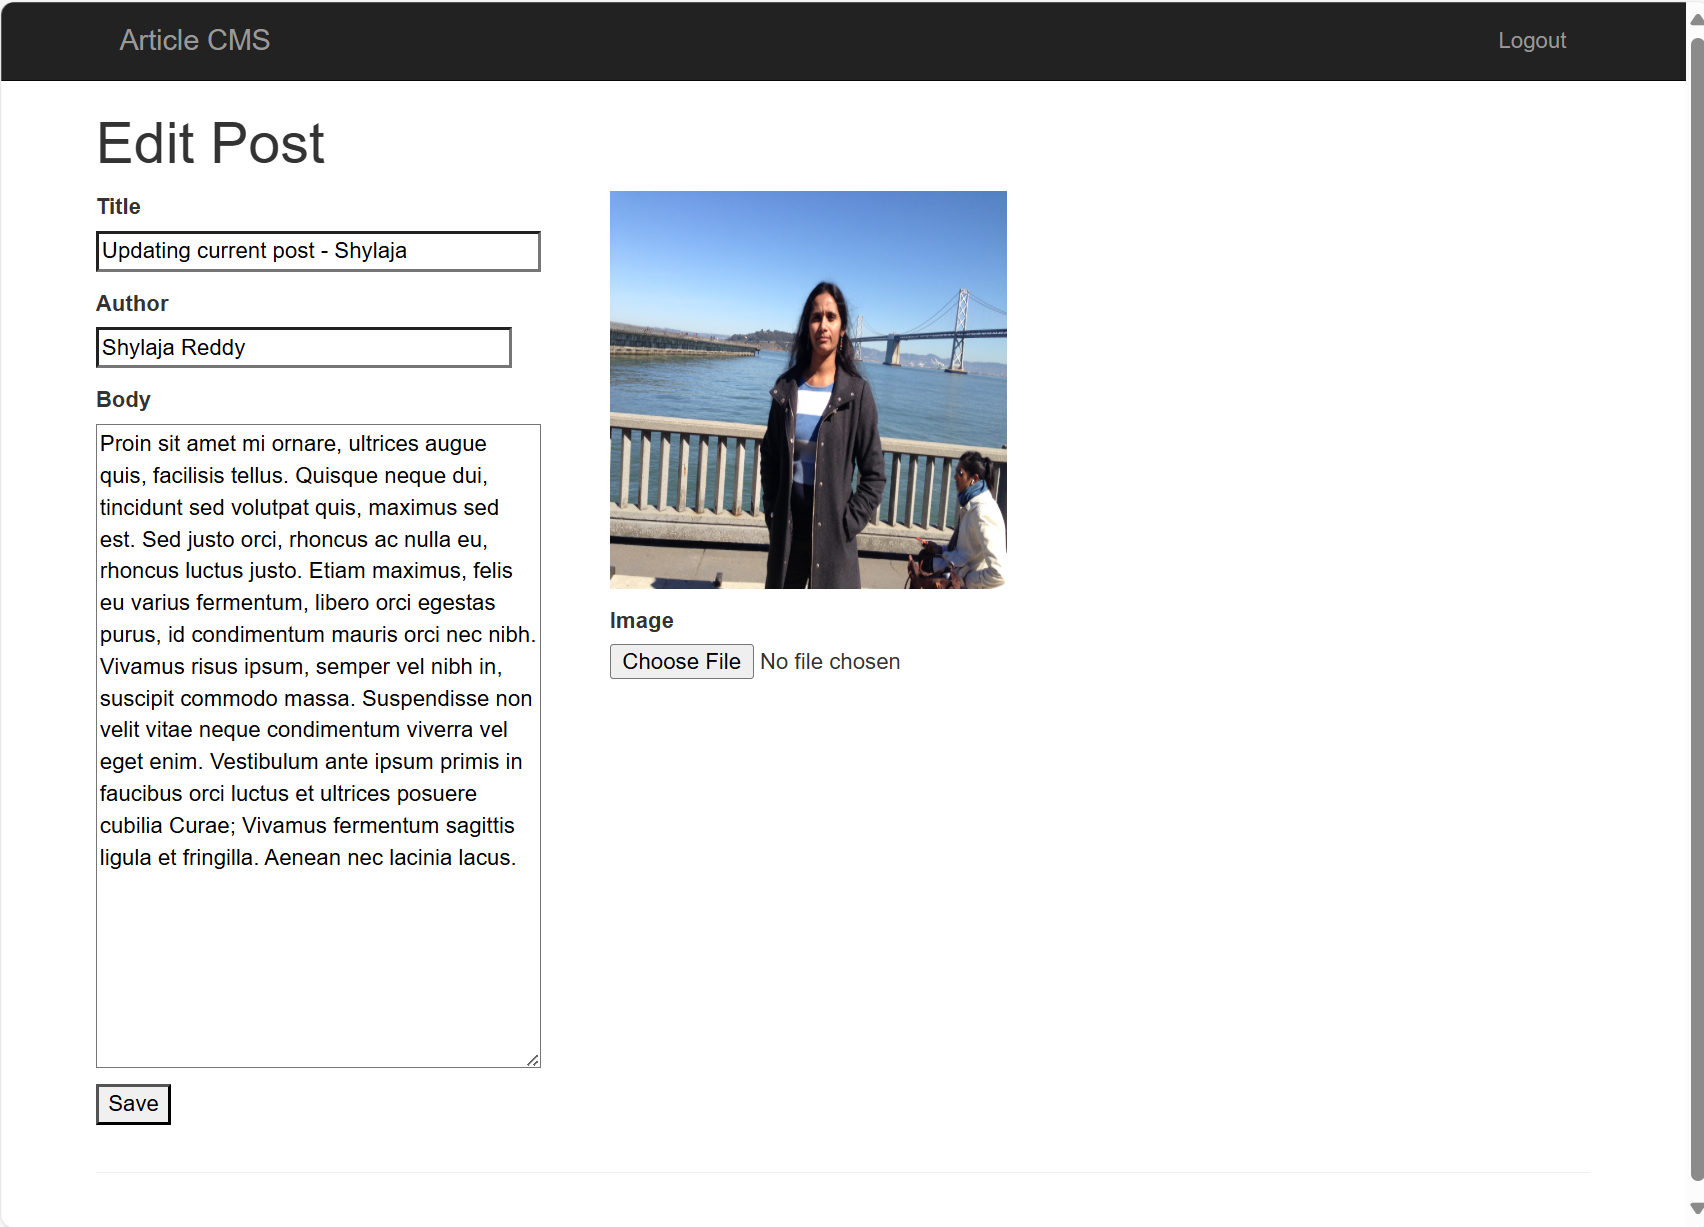 Article CMS
Logout
Edit Post
Title
Updating current post - Shylaja
Author
Shylaja Reddy
Body
Proin sit amet mi ornare, ultrices augue
quis, facilisis tellus. Quisque neque dui,
tincidunt sed volutpat quis, maximus sed
est. Sed justo orci, rhoncus ac nulla eu,
rhoncus luctus justo. Etiam maximus, felis
eu varius fermentum, libero orci egestas
purus, id condimentum mauris orci nec nibh.
Vivamus risus ipsum, semper vel nibh in,
suscipit commodo massa. Suspendisse non
velit vitae neque condimentum viverra vel
eget enim. Vestibulum ante ipsum primis in
faucibus orci luctus et ultrices posuere
cubilia Curae; Vivamus fermentum sagittis
ligula et fringilla. Aenean nec lacinia lacus.
Save
Image
Choose File No file chosen